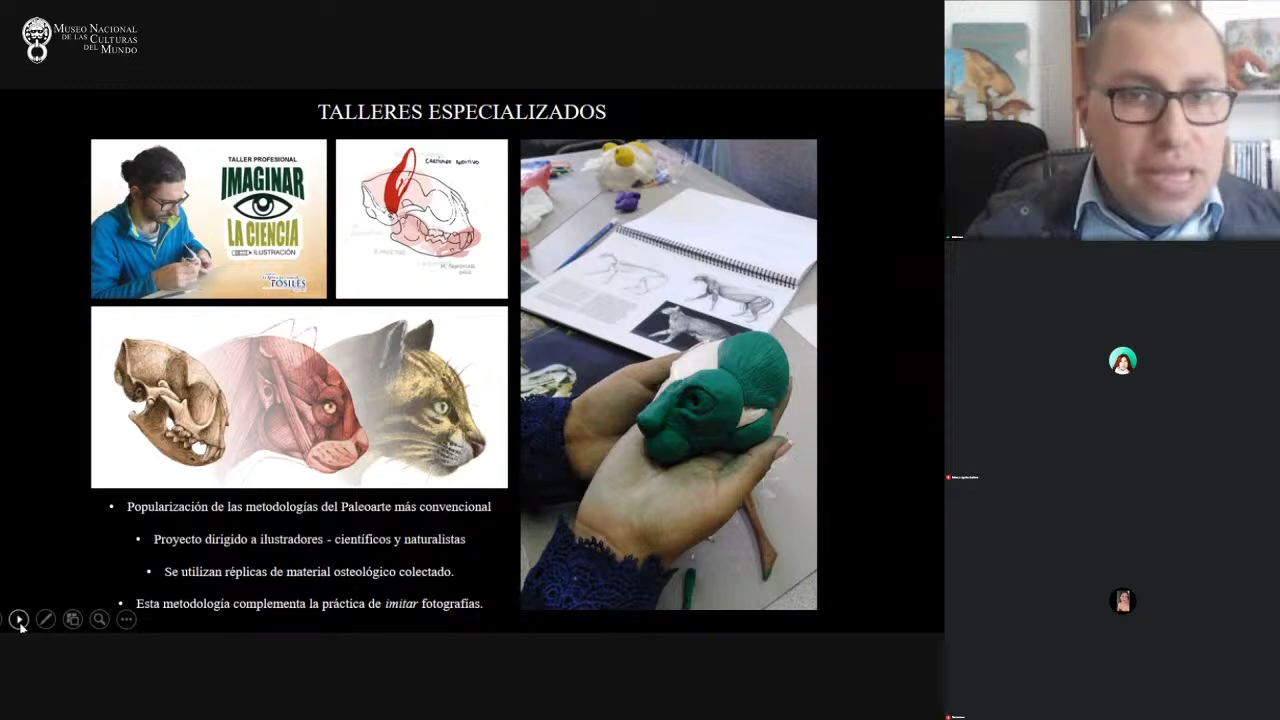 MUSEO NACIONAL
DE LAS CULTURAS
DEL MUNDO
TALLERES ESPECIALIZADOS
TALLER PROFESIONAL
IMAGINAR
LA CIENCIA
ILUSTRACIÓN
FOSILES
• Popularización de las metodologías del Paleoarte más convencional
• Proyecto dirigido a ilustradores - científicos y naturalistas
• Se utilizan réplicas de material osteológico colectado.
• Esta metodología complementa la práctica de imitar fotografías.